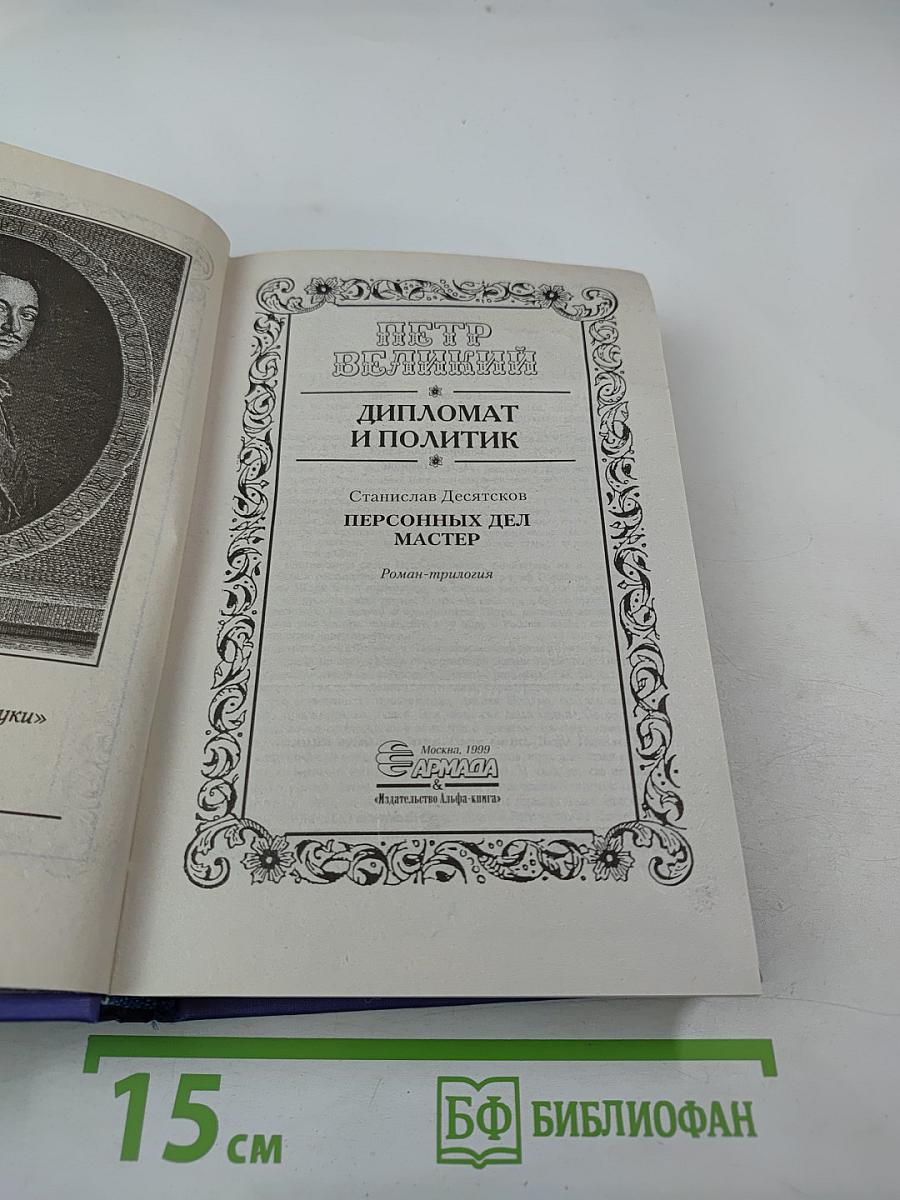 уки»
ПЕТР
ВЕЛИКИЙ
ДИПЛОМАТ
И ПОЛИТИК
Станислав Десятсков
ПЕРСОННЫХ ДЕЛ
МАСТЕР
Роман-трилогия
Москва, 1999
АРМАДА
&
«Издательство Альфа-книга»
15 см
БФ БИБЛИОФАН